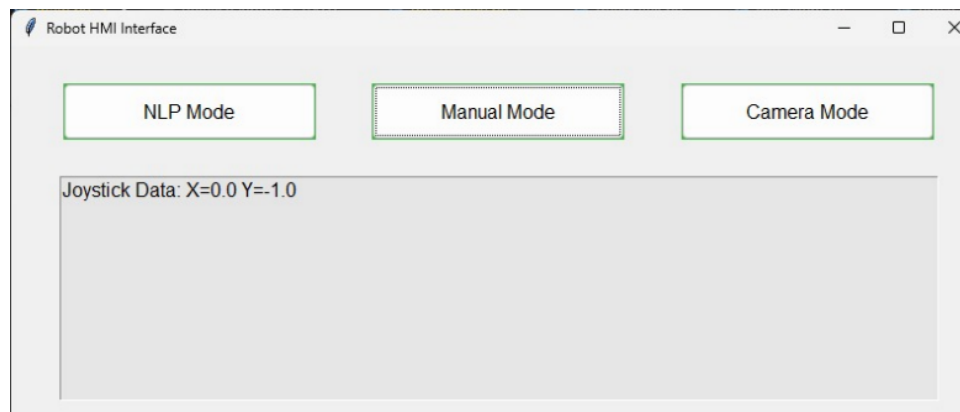 Robot HMI Interface
NLP Mode Manual Mode Camera Mode
Joystick Data: X=0.0 Y=-1.0